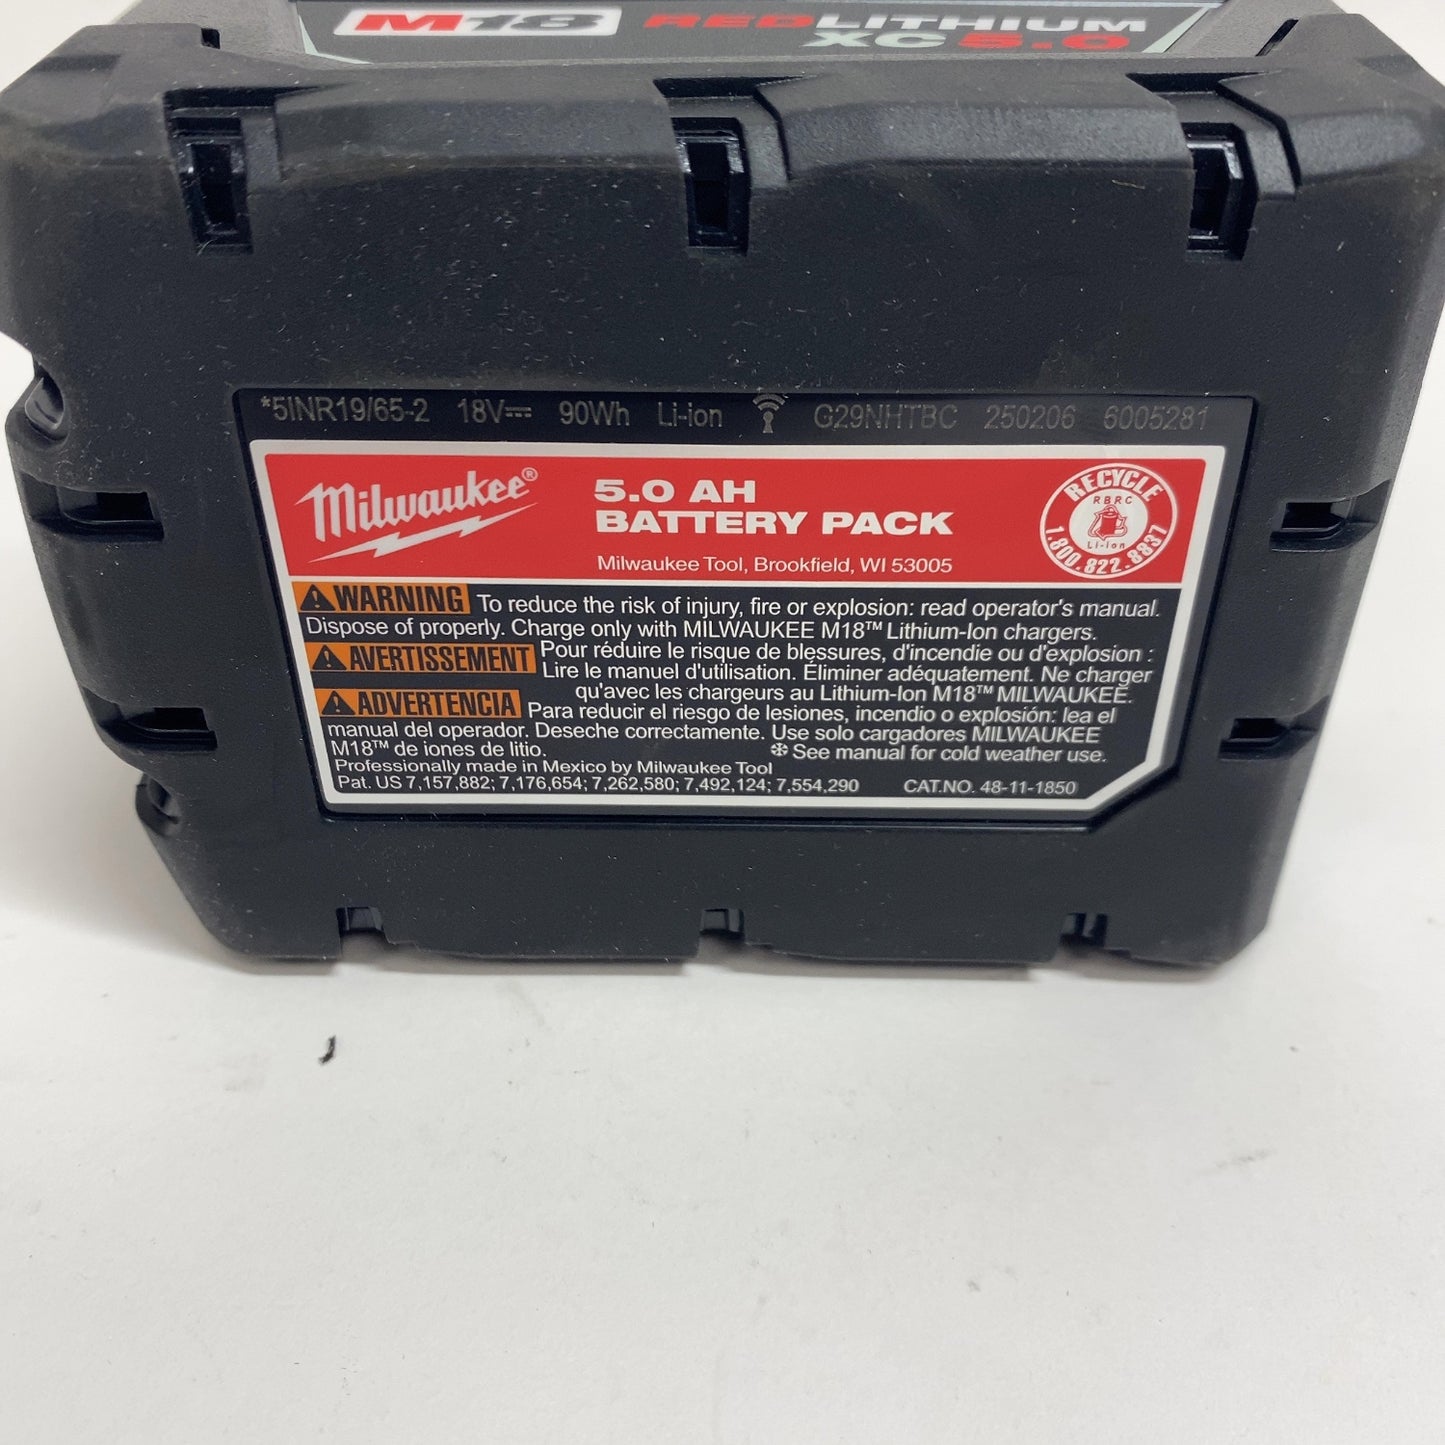 M18 REDLITHIUM
XC5.0
*5INR19/65-2 18V⎓ 90Wh Li-ion G29NHTBC 250206 6005281
Milwaukee®
5.0 AH
BATTERY PACK
Milwaukee Tool, Brookfield, WI 53005
RECYCLE
RBRC
Li-ion
1.800.822.8837
⚠WARNING To reduce the risk of injury, fire or explosion: read operator's manual.
Dispose of properly. Charge only with MILWAUKEE M18™ Lithium-Ion chargers.
⚠AVERTISSEMENT Pour réduire le risque de blessures, d'incendie ou d'explosion :
Lire le manuel d'utilisation. Éliminer adéquatement. Ne charger
qu'avec les chargeurs au Lithium-Ion M18™ MILWAUKEE.
⚠ADVERTENCIA Para reducir el riesgo de lesiones, incendio o explosión: lea el
manual del operador. Deseche correctamente. Use solo cargadores MILWAUKEE
M18™ de iones de litio. ❄ See manual for cold weather use.
Professionally made in Mexico by Milwaukee Tool
Pat. US 7,157,882; 7,176,654; 7,262,580; 7,492,124; 7,554,290 CAT.NO. 48-11-1850